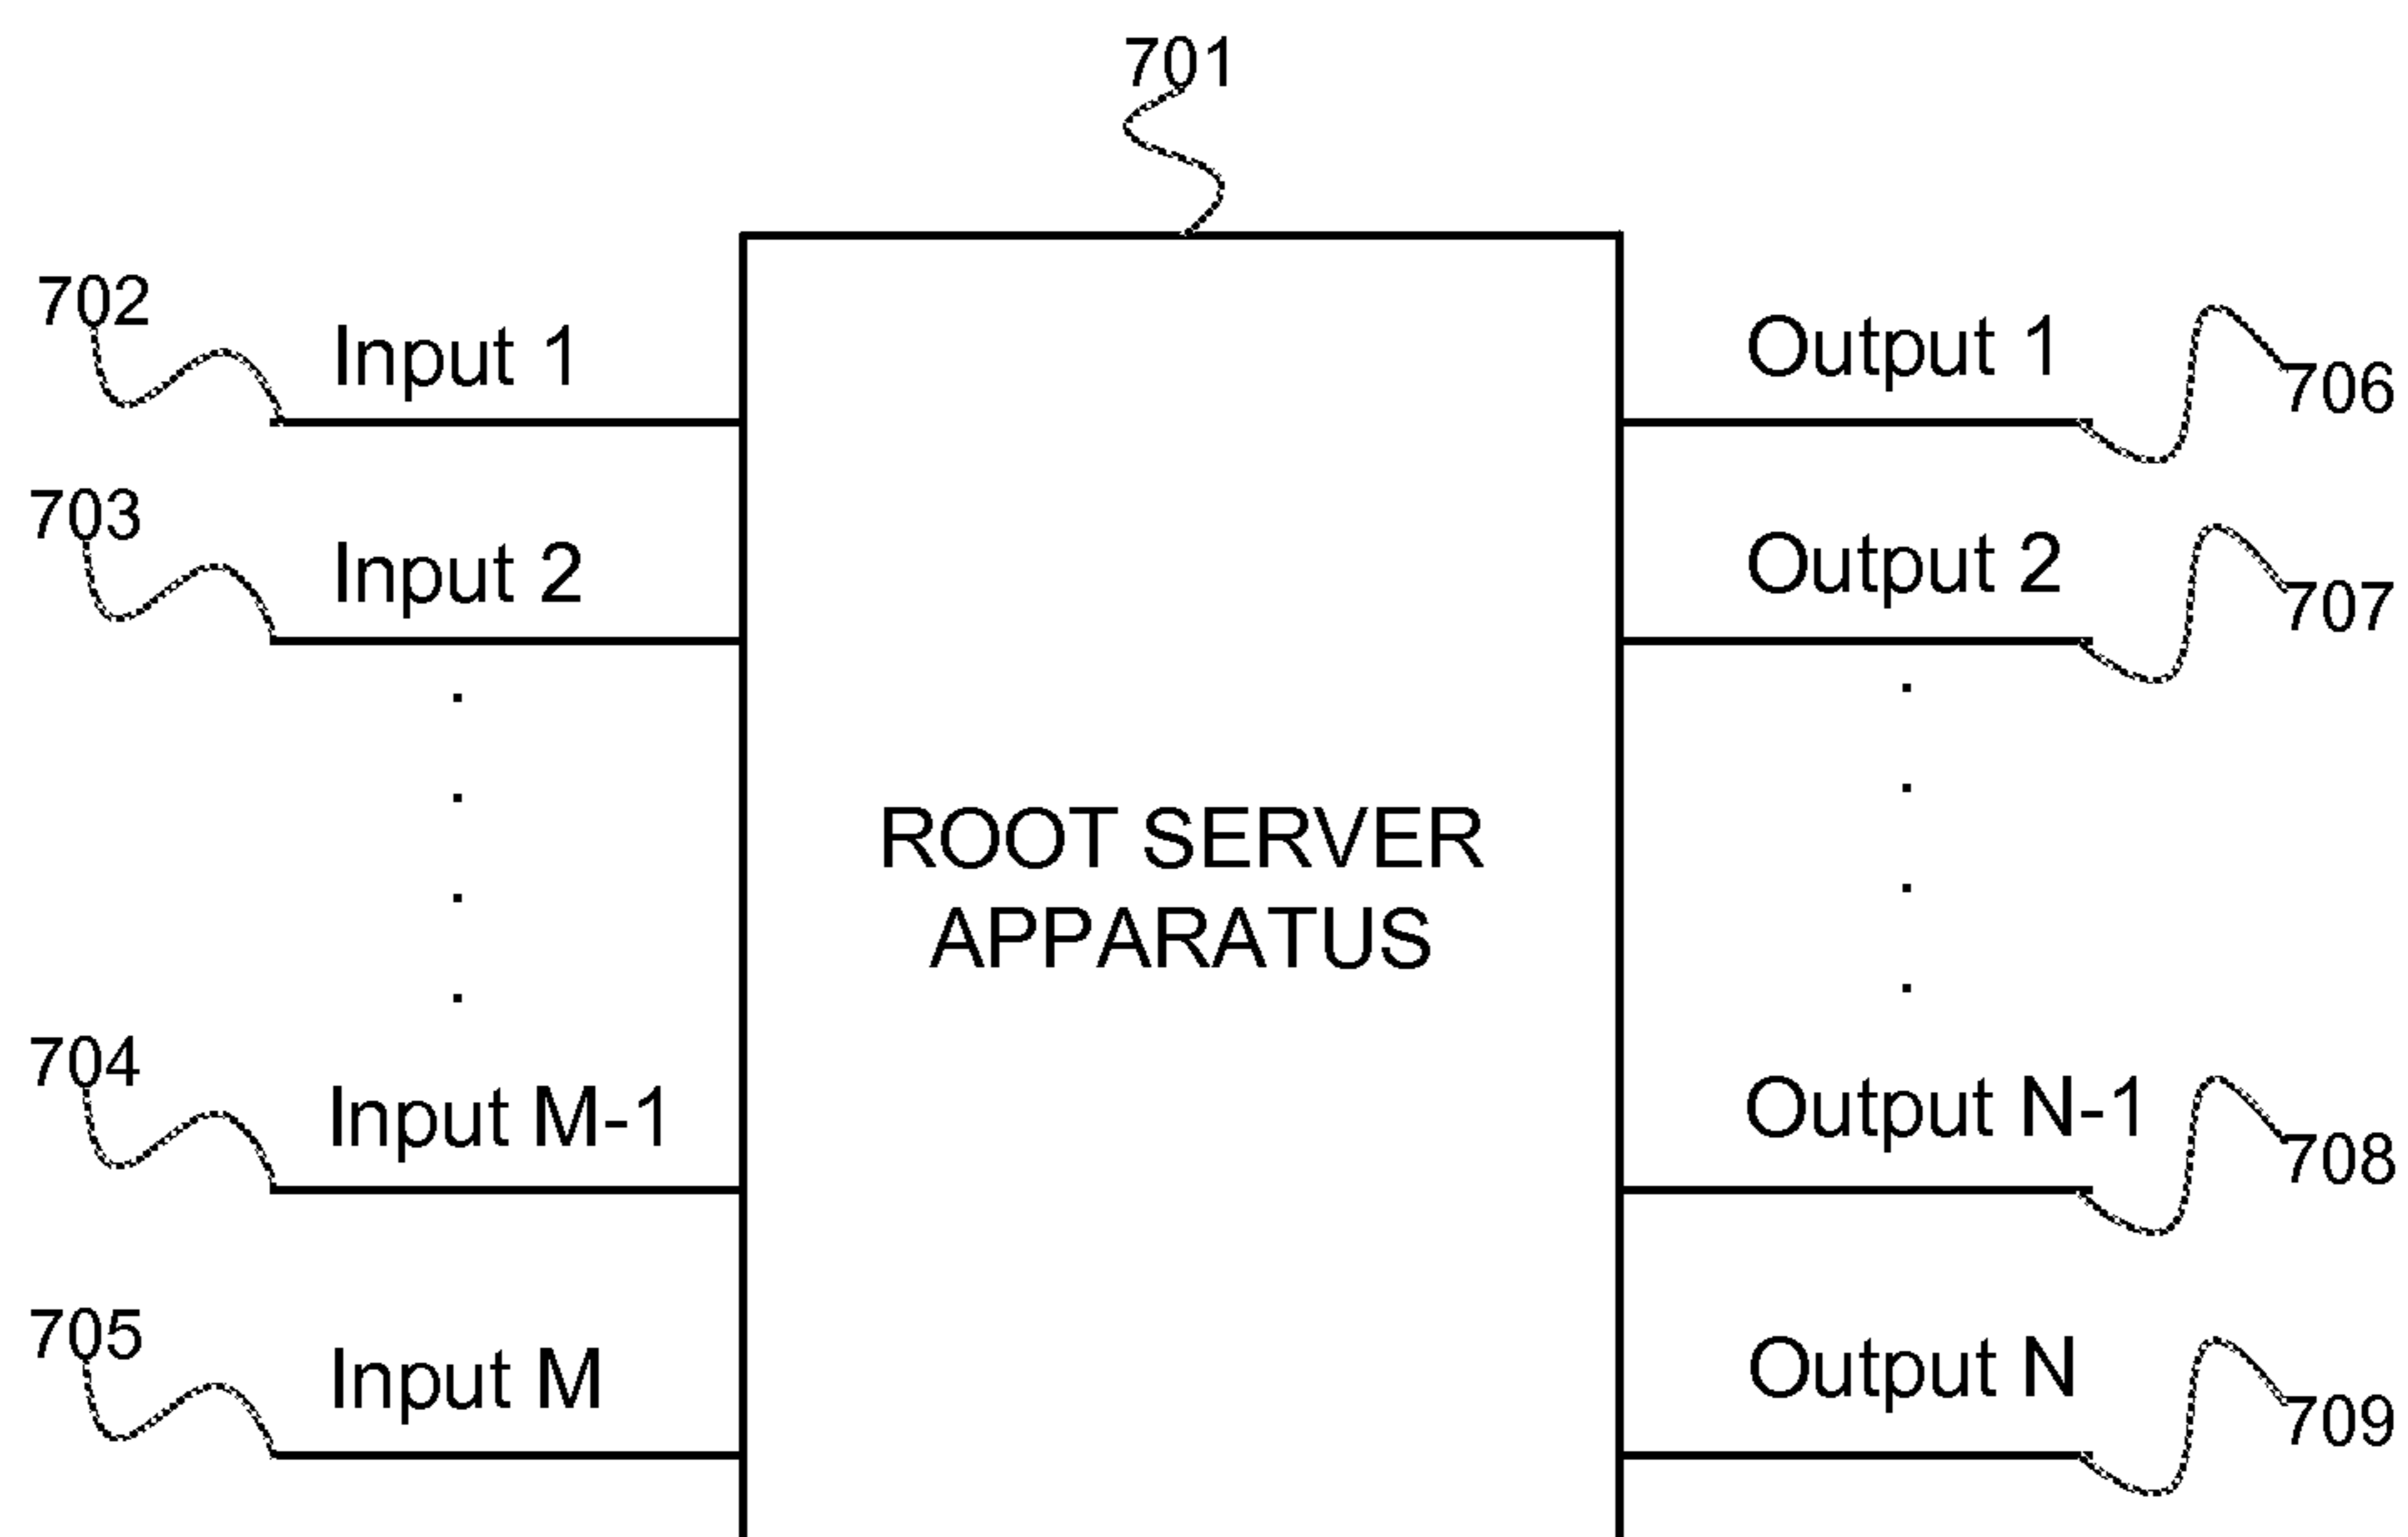 701
702
Input 1
Output 1
706
703
Input 2
Output 2
707
ROOT SERVER
APPARATUS
704
Input M-1
Output N-1
708
705
Input M
Output N
709